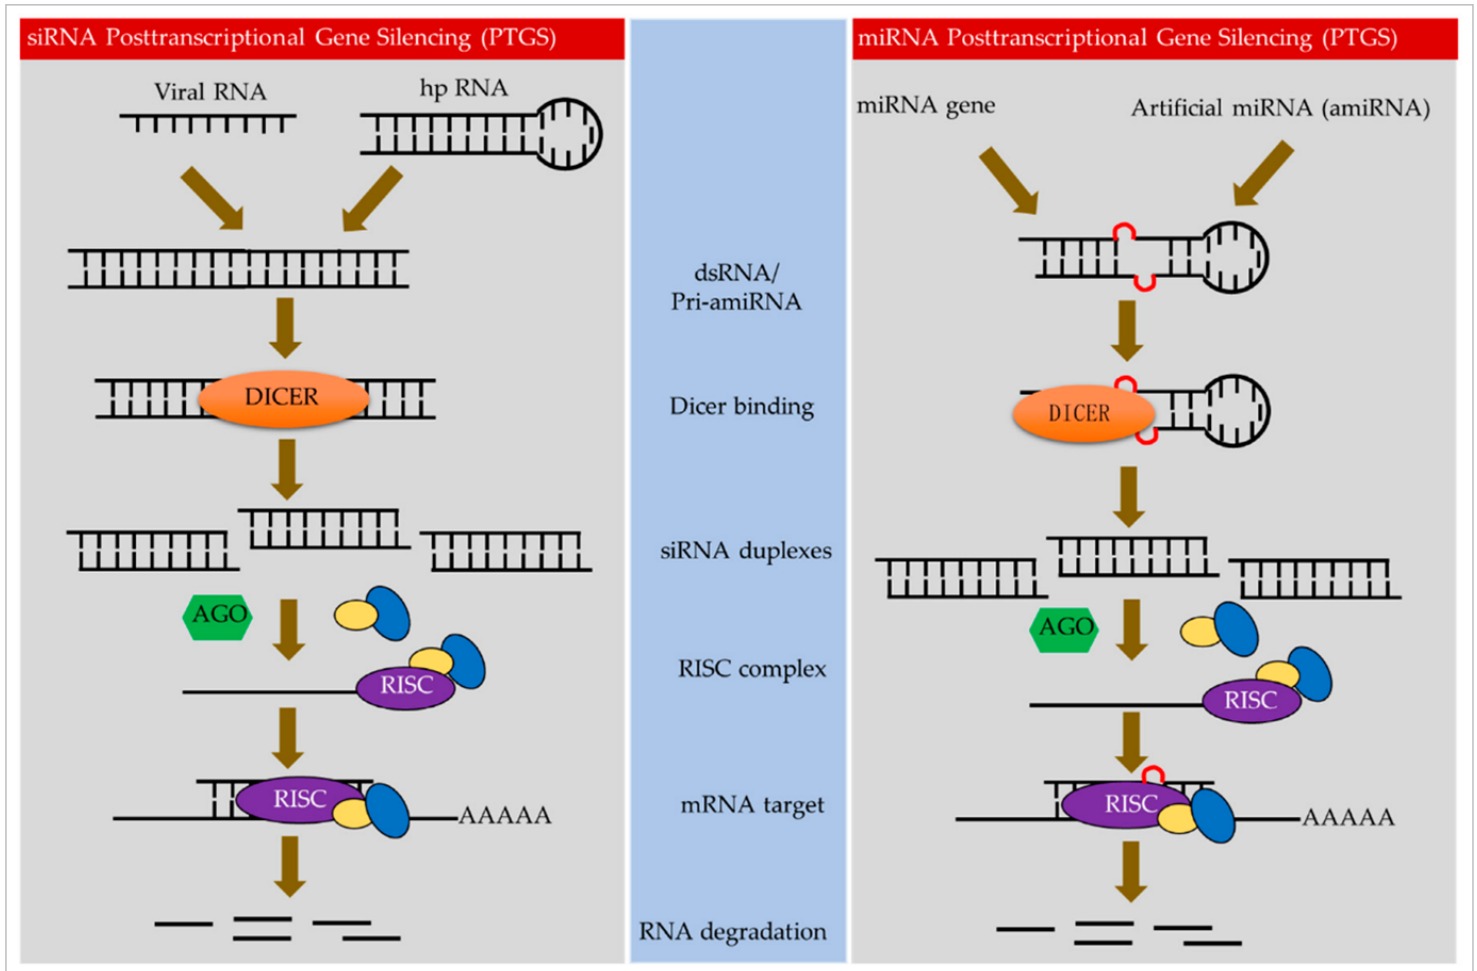 siRNA Posttranscriptional Gene Silencing (PTGS)
Viral RNA
hp RNA
DICER
AGO
RISC
RISC
AAAAA
dsRNA/
Pri-amiRNA
Dicer binding
siRNA duplexes
RISC complex
mRNA target
RNA degradation
miRNA Posttranscriptional Gene Silencing (PTGS)
miRNA gene
Artificial miRNA (amiRNA)
DICER
AGO
RISC
RISC
AAAAA